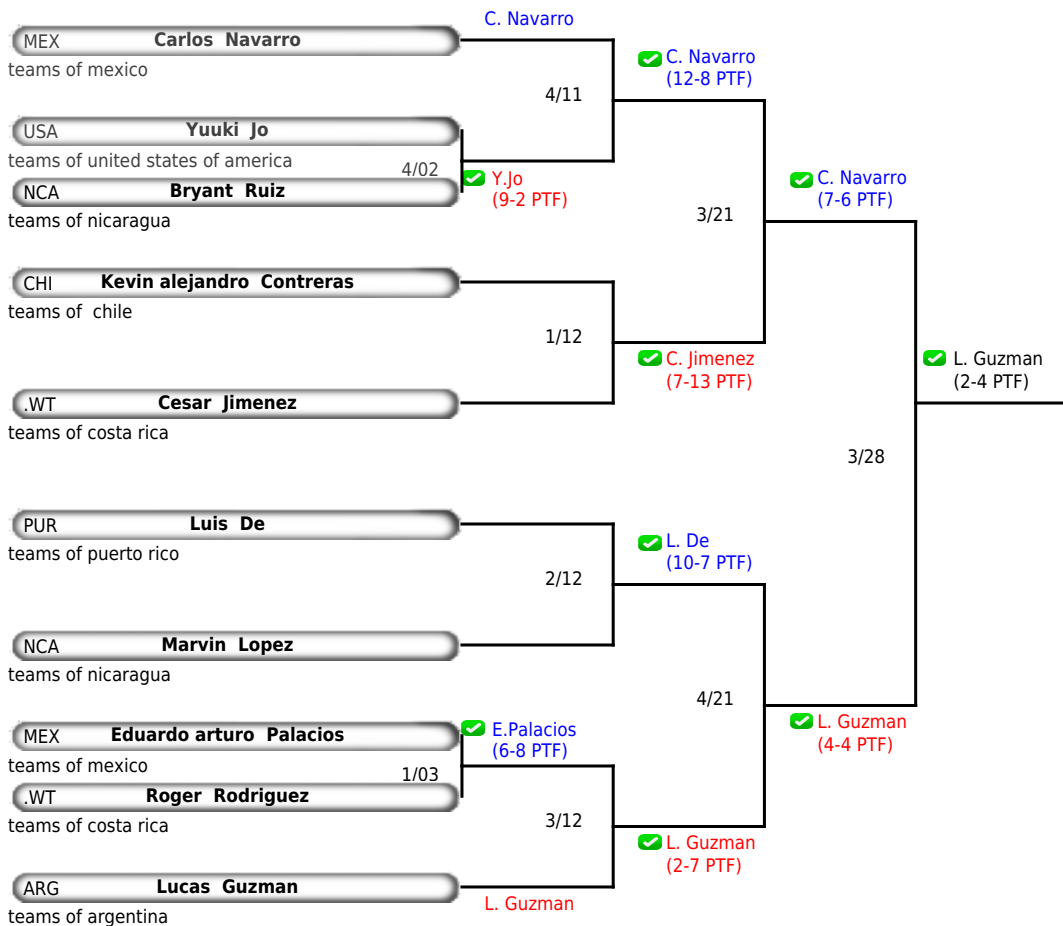 C. Navarro
MEX Carlos Navarro
teams of mexico
C. Navarro
(12-8 PTF)
4/11
USA Yuuki Jo
teams of united states of america
4/02
Y.Jo
(9-2 PTF)
NCA Bryant Ruiz
teams of nicaragua
C. Navarro
(7-6 PTF)
3/21
CHI Kevin alejandro Contreras
teams of chile
1/12
C. Jimenez
(7-13 PTF)
L. Guzman
(2-4 PTF)
.WT Cesar Jimenez
teams of costa rica
3/28
PUR Luis De
teams of puerto rico
L. De
(10-7 PTF)
2/12
NCA Marvin Lopez
teams of nicaragua
4/21
L. Guzman
(4-4 PTF)
MEX Eduardo arturo Palacios
teams of mexico
E.Palacios
(6-8 PTF)
1/03
.WT Roger Rodriguez
teams of costa rica
3/12
L. Guzman
(2-7 PTF)
ARG Lucas Guzman
teams of argentina
L. Guzman